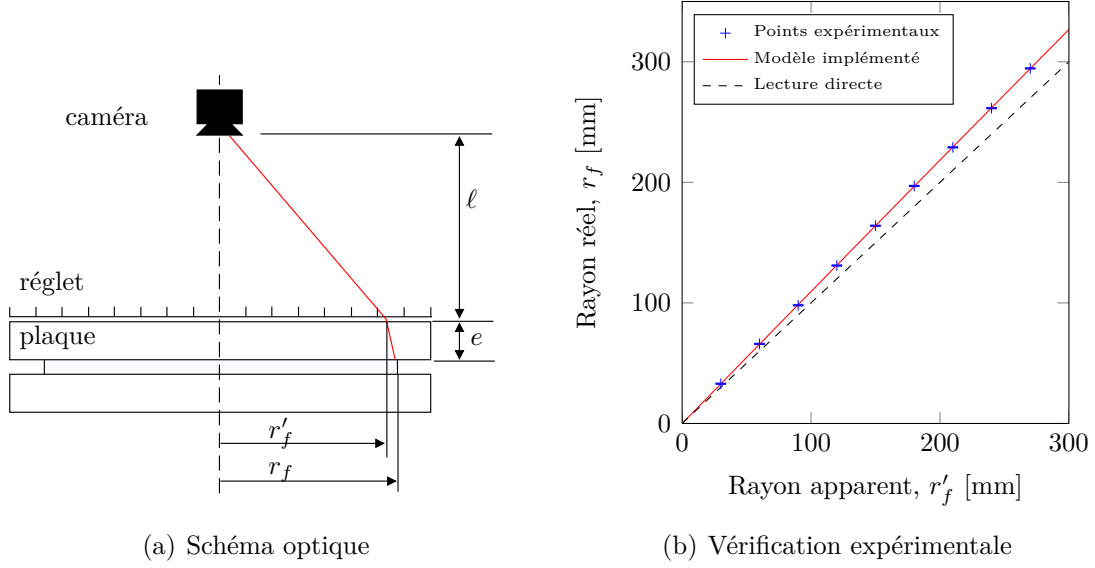 caméra
ℓ
réglet
plaque
e
r′f
rf
(a) Schéma optique
Points expérimentaux
Modèle implémenté
Lecture directe
300
200
100
0
0 100 200 300
Rayon réel, rf [mm]
Rayon apparent, r′f [mm]
(b) Vérification expérimentale